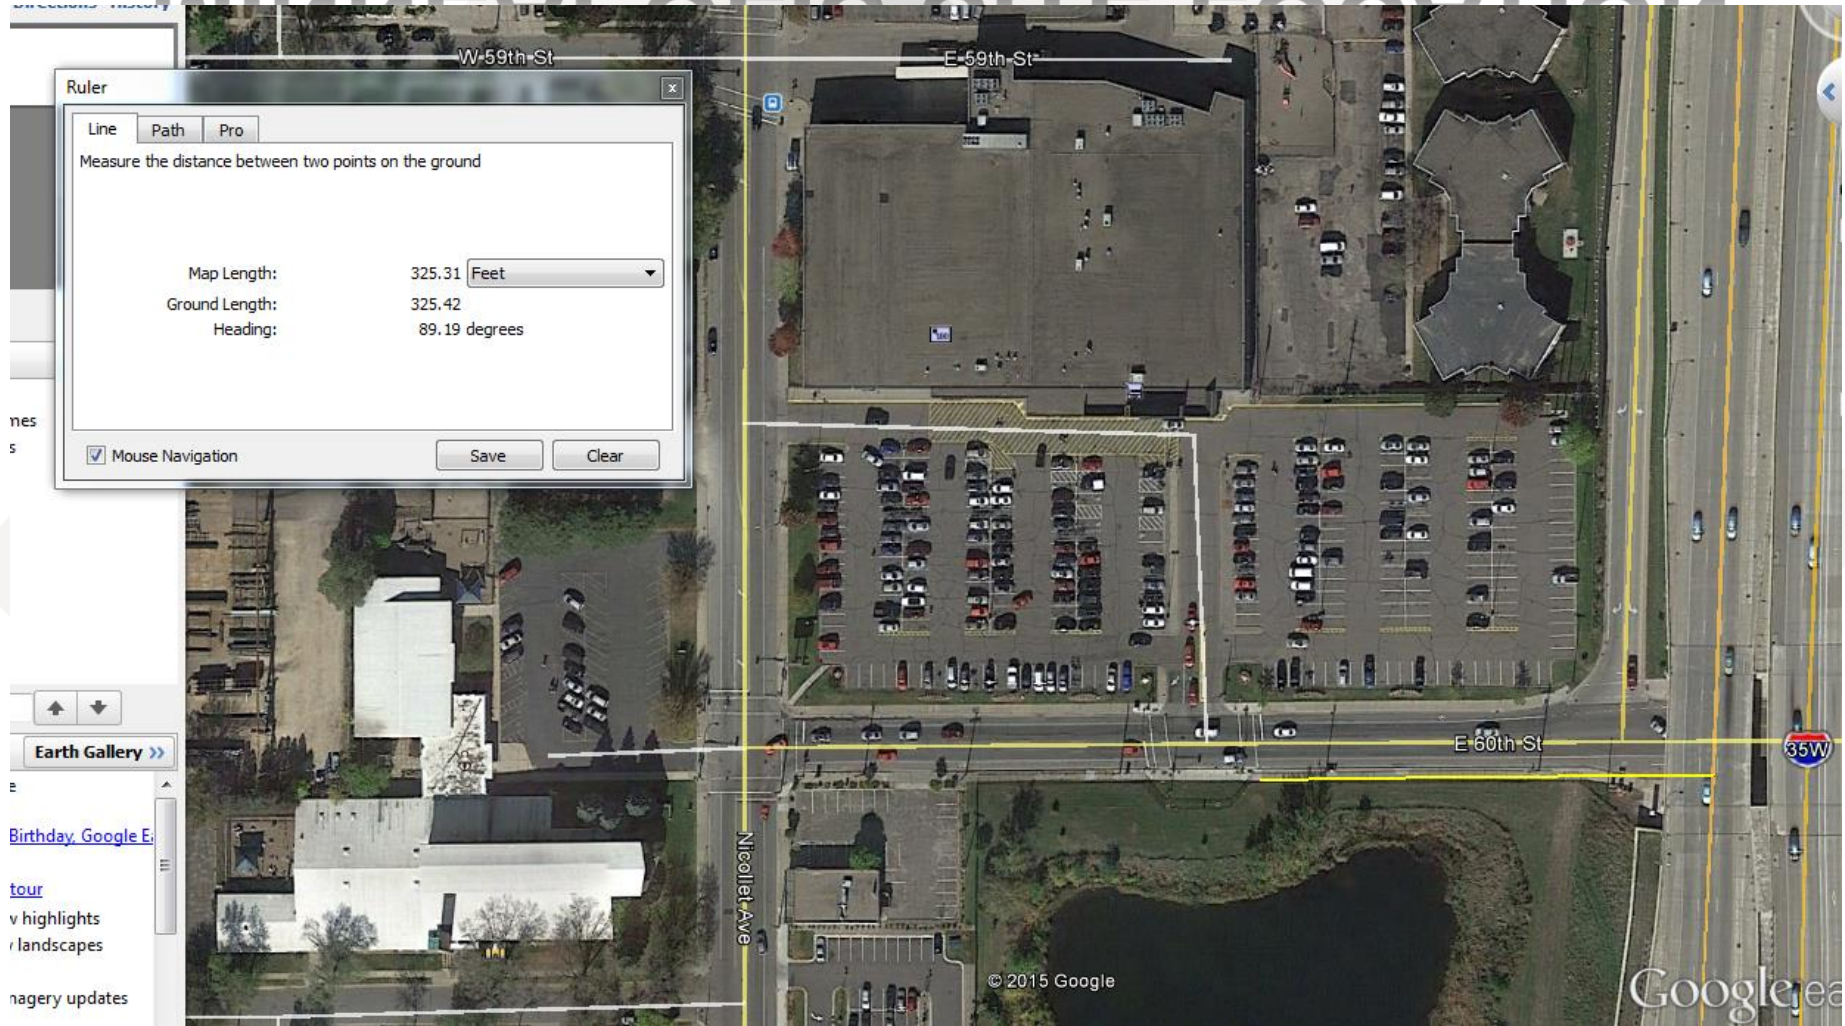 Directions History
Ruler
x
Line Path Pro
Measure the distance between two points on the ground
Map Length: 325.31 Feet
Ground Length: 325.42
Heading: 89.19 degrees
Mouse Navigation Save Clear
Earth Gallery »
Birthday, Google
tour
highlights
landscapes
updates
W 59th St
E 59th St
E 60th St
35W
Nicollet Ave
© 2015 Google
Google